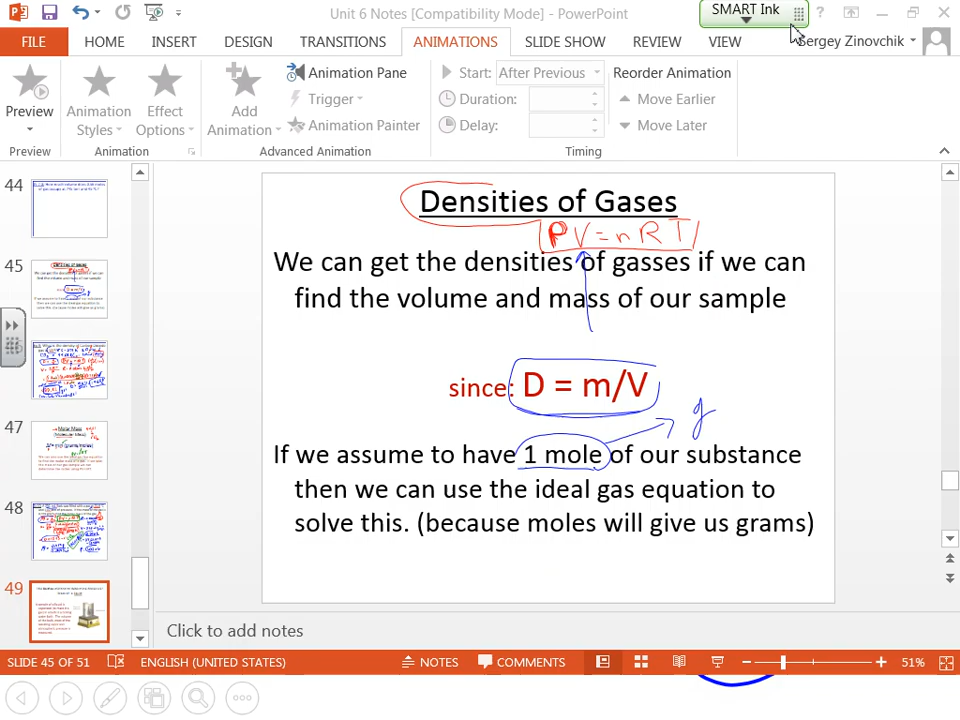 Unit 6 Notes [Compatibility Mode] - PowerPoint
SMART Ink
?
FILE
HOME
INSERT
DESIGN
TRANSITIONS
ANIMATIONS
SLIDE SHOW
REVIEW
VIEW
Sergey Zinovchik
Preview
Animation Styles
Effect Options
Add Animation
Animation Pane
Trigger
Animation Painter
Start: After Previous
Duration:
Delay:
Reorder Animation
Move Earlier
Move Later
Preview
Animation
Advanced Animation
Timing
44
45
46
47
48
49
Densities of Gases
PV=nRT
We can get the densities of gasses if we can
find the volume and mass of our sample
since: D = m/V
g
If we assume to have 1 mole of our substance
then we can use the ideal gas equation to
solve this. (because moles will give us grams)
Click to add notes
SLIDE 45 OF 51
ENGLISH (UNITED STATES)
NOTES
COMMENTS
51%